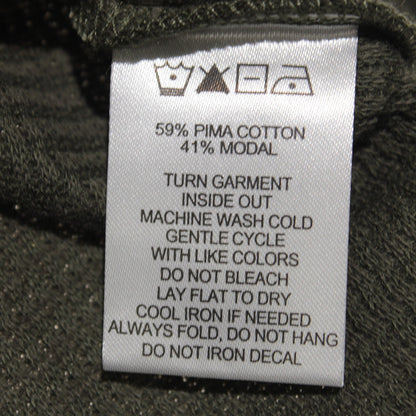 59% PIMA COTTON
41% MODAL
TURN GARMENT
INSIDE OUT
MACHINE WASH COLD
GENTLE CYCLE
WITH LIKE COLORS
DO NOT BLEACH
LAY FLAT TO DRY
COOL IRON IF NEEDED
ALWAYS FOLD, DO NOT HANG
DO NOT IRON DECAL